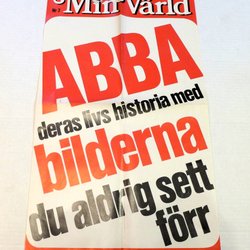 Min Värld
ABBA
deras livs historia med
bilderna
du aldrig sett
förr